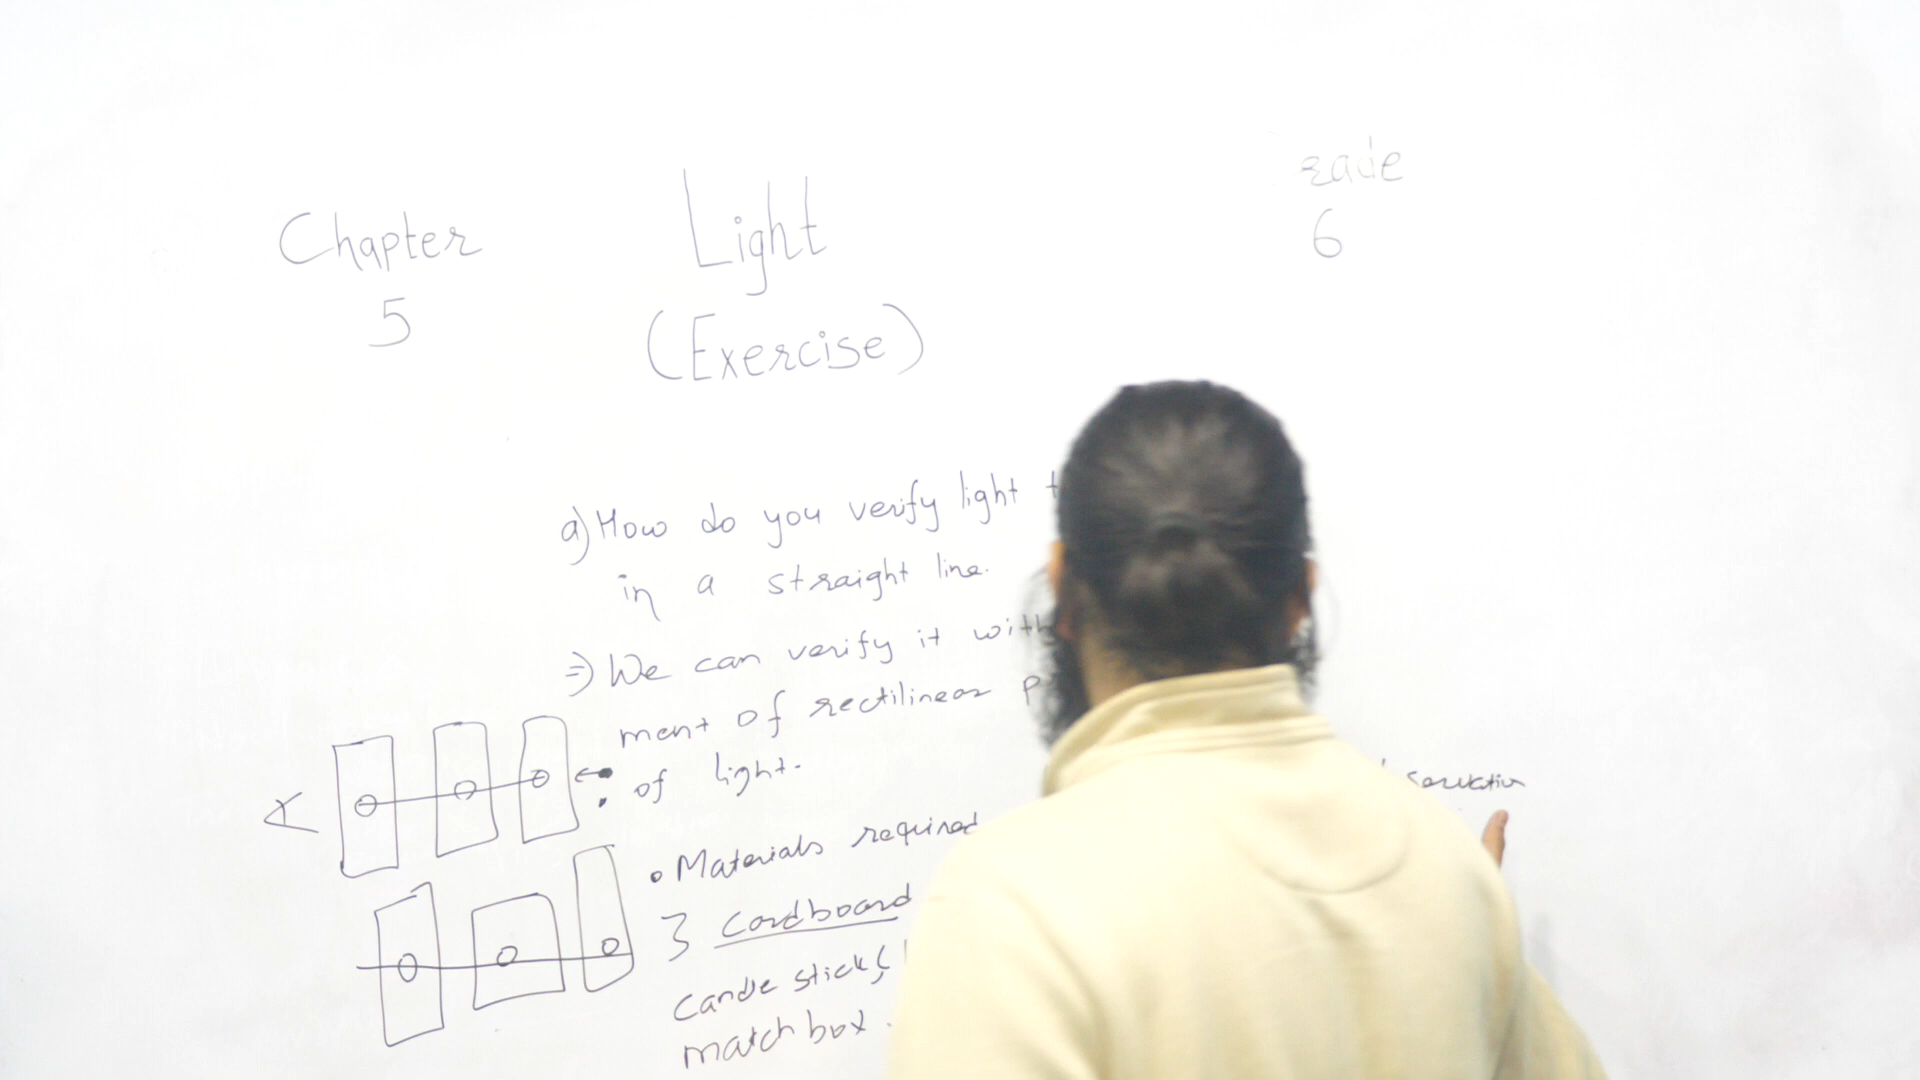 Chapter
5
Light
(Exercise)
rade
6
a) How do you verify light t
in a straight line.
=) We can verify it with
ment of rectilinear p
of light.
• Materials required
3 Cardboard
Candle sticks,
match box.